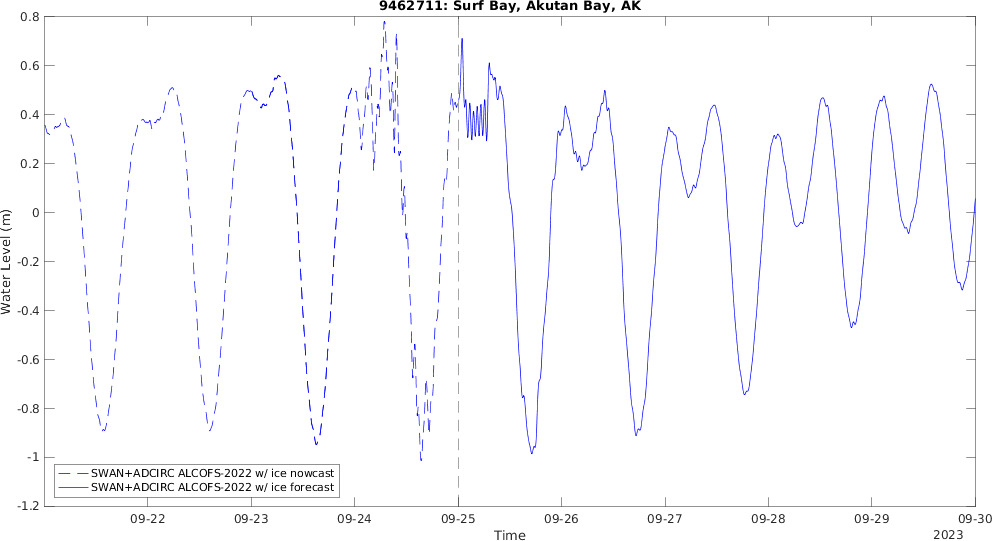 9462711: Surf Bay, Akutan Bay, AK
0.8
0.6
0.4
0.2
0
-0.2
-0.4
-0.6
-0.8
-1
-1.2
Water Level (m)
SWAN+ADCIRC ALCOFS-2022 w/ ice nowcast
SWAN+ADCIRC ALCOFS-2022 w/ ice forecast
09-22 09-23 09-24 09-25 09-26 09-27 09-28 09-29 09-30
Time
2023